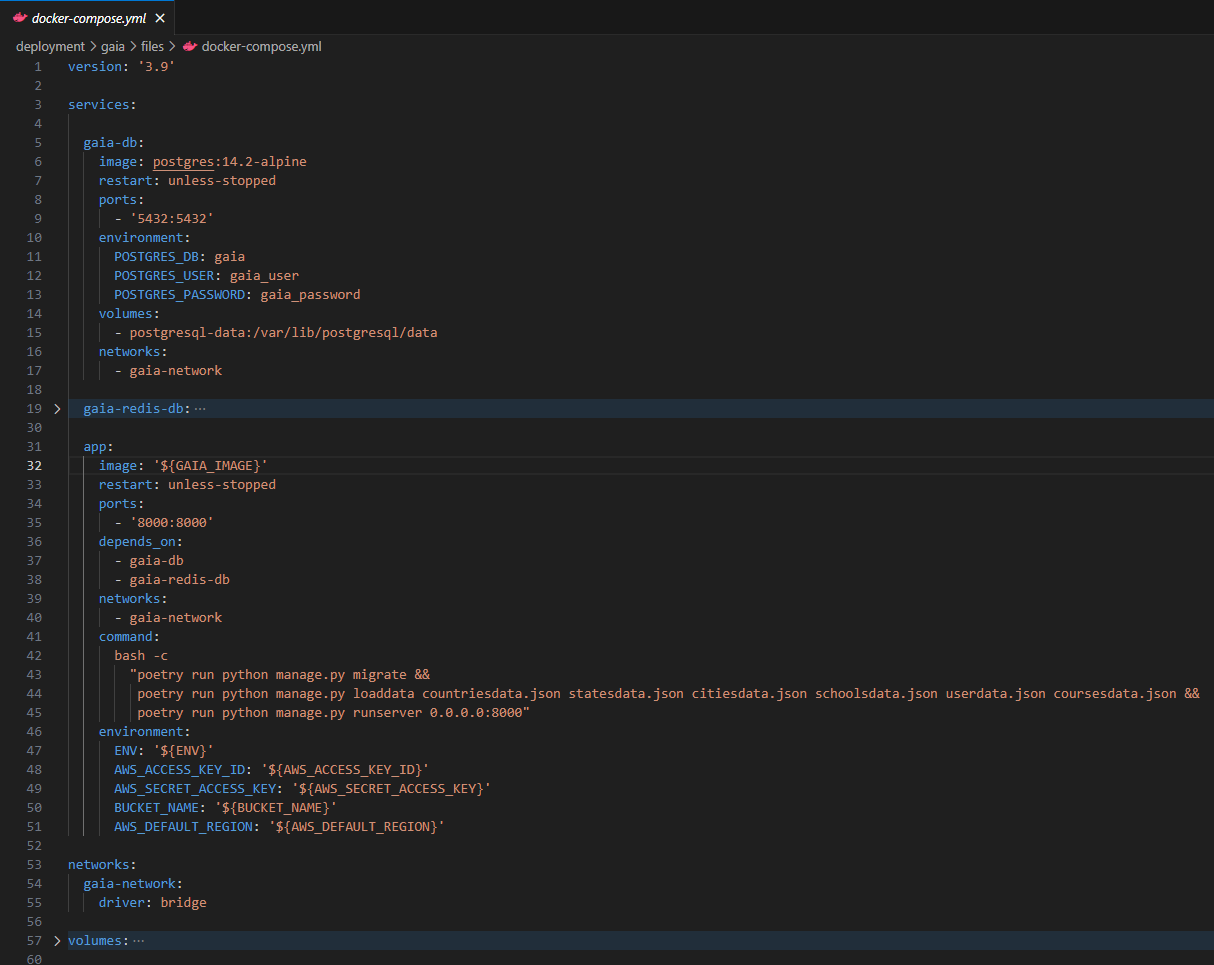 docker-compose.yml ×
deployment > gaia > files > docker-compose.yml
1 version: '3.9'
2
3 services:
4
5   gaia-db:
6     image: postgres:14.2-alpine
7     restart: unless-stopped
8     ports:
9       - '5432:5432'
10     environment:
11       POSTGRES_DB: gaia
12       POSTGRES_USER: gaia_user
13       POSTGRES_PASSWORD: gaia_password
14     volumes:
15       - postgresql-data:/var/lib/postgresql/data
16     networks:
17       - gaia-network
18
19 >   gaia-redis-db: ···
30
31   app:
32     image: '${GAIA_IMAGE}'
33     restart: unless-stopped
34     ports:
35       - '8000:8000'
36     depends_on:
37       - gaia-db
38       - gaia-redis-db
39     networks:
40       - gaia-network
41     command:
42       bash -c
43         "poetry run python manage.py migrate &&
44          poetry run python manage.py loaddata countriesdata.json statesdata.json citiesdata.json schoolsdata.json userdata.json coursesdata.json &&
45          poetry run python manage.py runserver 0.0.0.0:8000"
46     environment:
47       ENV: '${ENV}'
48       AWS_ACCESS_KEY_ID: '${AWS_ACCESS_KEY_ID}'
49       AWS_SECRET_ACCESS_KEY: '${AWS_SECRET_ACCESS_KEY}'
50       BUCKET_NAME: '${BUCKET_NAME}'
51       AWS_DEFAULT_REGION: '${AWS_DEFAULT_REGION}'
52
53 networks:
54   gaia-network:
55     driver: bridge
56
57 > volumes: ···
60